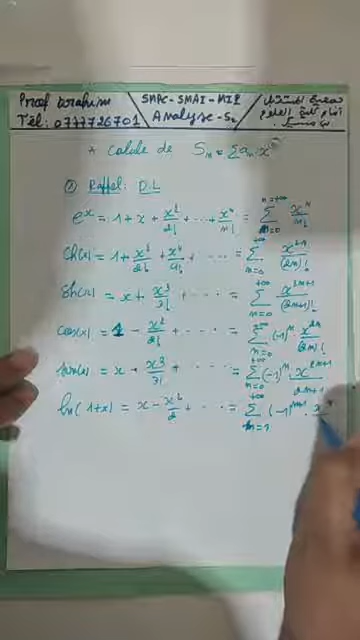 Proof Brahim
Tél: 0777726701
SMPC-SMAI-MIP
Analyse-S2
* Calcule de Sn = Σ an·x^n
① Rappel: D.L
e^x = 1 + x + x²/2! + ... + x^n/n! = Σ_{n=0}^{n=+∞} x^n/n!
ch(x) = 1 + x²/2! + x⁴/4! + .... = Σ_{n=0}^{+∞} x^{2n}/(2n)!
sh(x) = x + x³/3! + .... = Σ_{n=0}^{+∞} x^{2n+1}/(2n+1)!
cos(x) = 1 - x²/2! + .... = Σ_{n=0}^{+∞} (-1)^n · x^{2n}/(2n)!
sin(x) = x - x³/3! + .... = Σ_{n=0}^{+∞} (-1)^n · x^{2n+1}/2n+1
ln(1+x) = x - x²/2 + .... = Σ_{n=1}^{+∞} (-1)^{n+1} · x^n